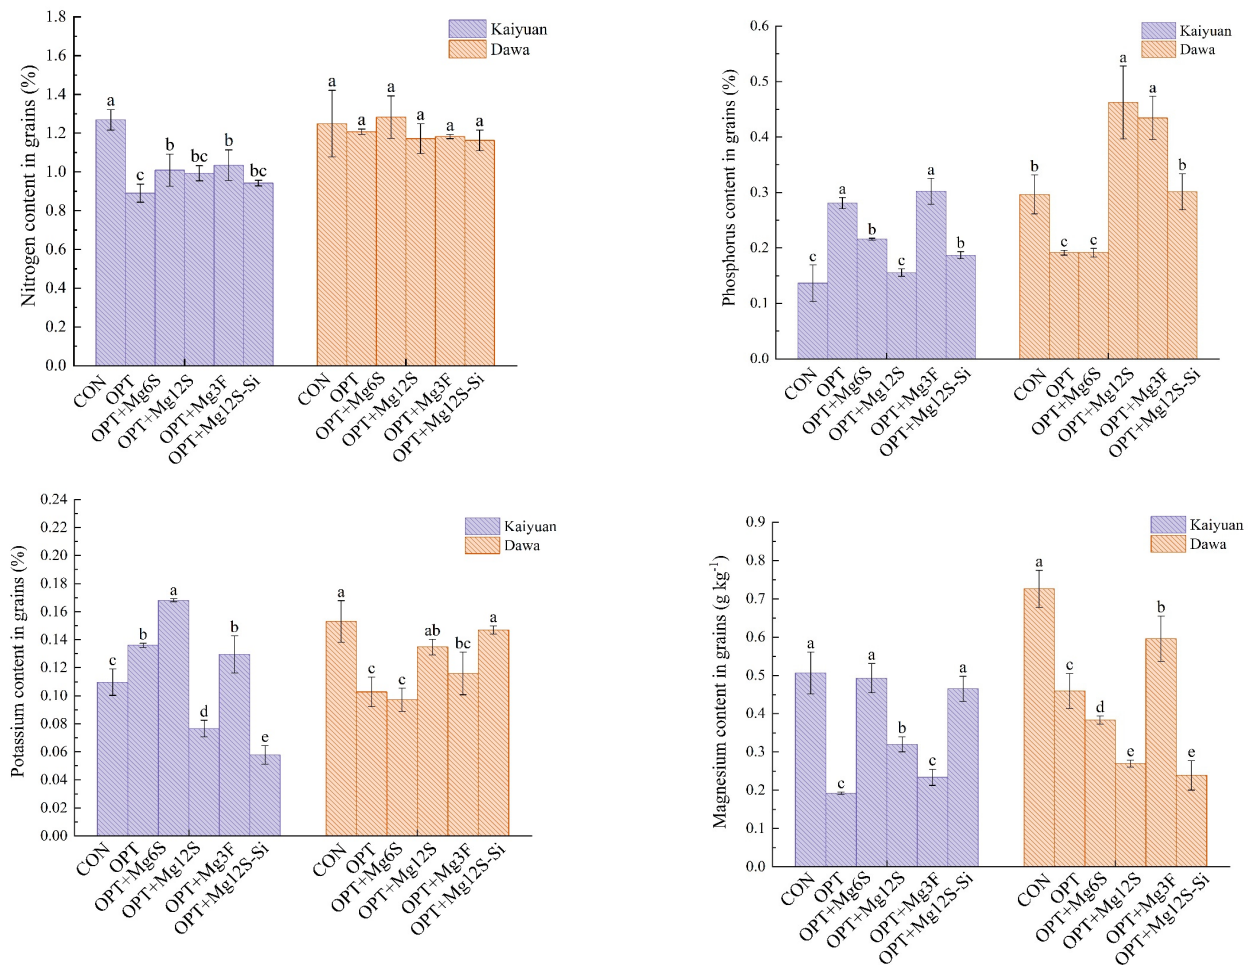 Nitrogen content in grains (%)
1.8
1.6
1.4
1.2
1.0
0.8
0.6
0.4
0.2
0.0
Kaiyuan
Dawa
a
c
b
bc
b
bc
a
a
a
a
a
a
CON
OPT
OPT+Mg6S
OPT+Mg12S
OPT+Mg3F
OPT+Mg12S-Si
CON
OPT
OPT+Mg6S
OPT+Mg12S
OPT+Mg3F
OPT+Mg12S-Si
Phosphorus content in grains (%)
0.6
0.5
0.4
0.3
0.2
0.1
0.0
Kaiyuan
Dawa
c
a
b
c
a
b
b
c
c
a
a
b
CON
OPT
OPT+Mg6S
OPT+Mg12S
OPT+Mg3F
OPT+Mg12S-Si
CON
OPT
OPT+Mg6S
OPT+Mg12S
OPT+Mg3F
OPT+Mg12S-Si
Potassium content in grains (%)
0.24
0.22
0.20
0.18
0.16
0.14
0.12
0.10
0.08
0.06
0.04
0.02
0.00
Kaiyuan
Dawa
c
b
a
d
b
e
a
c
c
ab
bc
a
CON
OPT
OPT+Mg6S
OPT+Mg12S
OPT+Mg3F
OPT+Mg12S-Si
CON
OPT
OPT+Mg6S
OPT+Mg12S
OPT+Mg3F
OPT+Mg12S-Si
Magnesium content in grains (g kg⁻¹)
0.9
0.8
0.7
0.6
0.5
0.4
0.3
0.2
0.1
0.0
Kaiyuan
Dawa
a
c
a
b
c
a
a
c
d
e
b
e
CON
OPT
OPT+Mg6S
OPT+Mg12S
OPT+Mg3F
OPT+Mg12S-Si
CON
OPT
OPT+Mg6S
OPT+Mg12S
OPT+Mg3F
OPT+Mg12S-Si